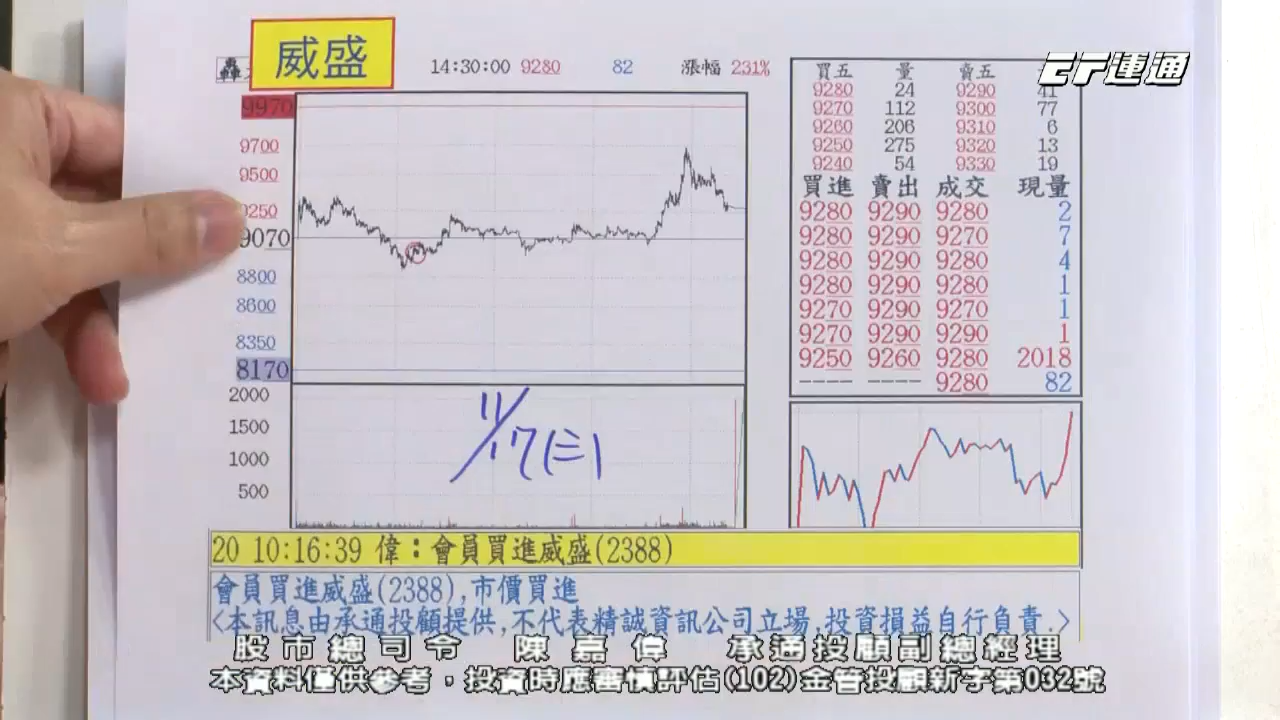 威盛
14:30:00 9280 82 漲幅 231%
EF運通
9970
9700
9500
9250
9070
8800
8600
8350
8170
2000
1500
1000
500
買五 量 賣五
9280 24 9290 41
9270 112 9300 77
9260 206 9310 6
9250 275 9320 13
9240 54 9330 19
買進 賣出 成交 現量
9280 9290 9280 2
9280 9290 9270 7
9280 9290 9280 4
9280 9290 9280 1
9270 9290 9270 1
9270 9290 9290 1
9250 9260 9280 2018
---- ---- 9280 82
11/17(三)
20 10:16:39 偉：會員買進威盛(2388)
會員買進威盛(2388),市價買進
<本訊息由承通投顧提供,不代表精誠資訊公司立場,投資損益自行負責.>
股市總司令 陳嘉偉 承通投顧副總經理
本資料僅供參考，投資時應審慎評估(102)金管投顧新字第032號